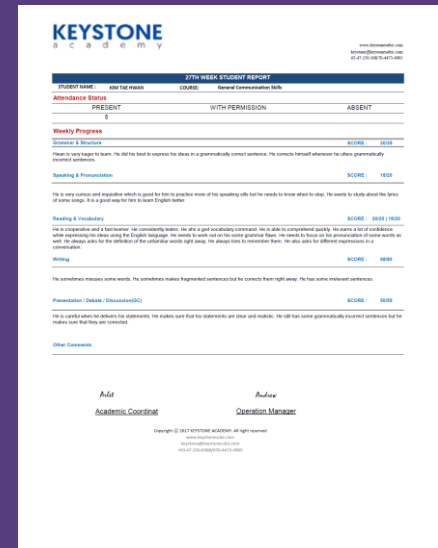 KEYSTONE
academy
27TH WEEK STUDENT REPORT
STUDENT NAME: KIM TAE HWAN COURSE: General Communication Skills
Attendance Status
PRESENT WITH PERMISSION ABSENT
Weekly Progress
Grammar & Structure SCORE :
Hwan is very eager to learn. He did his best to express his ideas in a grammatically correct sentence. He corrects himself whenever he utters grammatically
incorrect sentences.
Speaking & Pronunciation SCORE : 18/20
He is very curious and inquisitive which is good for him to practice more of his speaking sills but he needs to know when to stop. He wants to study about the lyrics
of some songs. It is a good way for him to learn English better.
Reading & Vocabulary SCORE :
He is cooperative and a fast learner. He consistently learns. He ahs a god vocabulary command. He is able to comprehend quickly. He earns a lot of confidence
while expressing his ideas using the English language. He needs to work out on his some grammar flaws. He needs to focus on his pronunciation of some words as
well. He always asks for the definition of the unfamiliar words right away. He always tries to remember them. He also asks for different expressions in a
conversation.
Writing SCORE :
He sometimes misuses some words. He sometimes makes fragmented sentences but he corrects them right away. He has some irrelevant sentences.
Presentation / Debate / Discussion(GC) SCORE :
He is careful when he delivers his statements. He makes sure that his statements are clear and realistic. He still has some grammatically incorrect sentences but he
makes sure that they are corrected.
Other Comments
Arlet Andrew
Academic Coordinat Operation Manager
Copyright ⓒ 2017 KEYSTONE ACADEMY. All right reserved